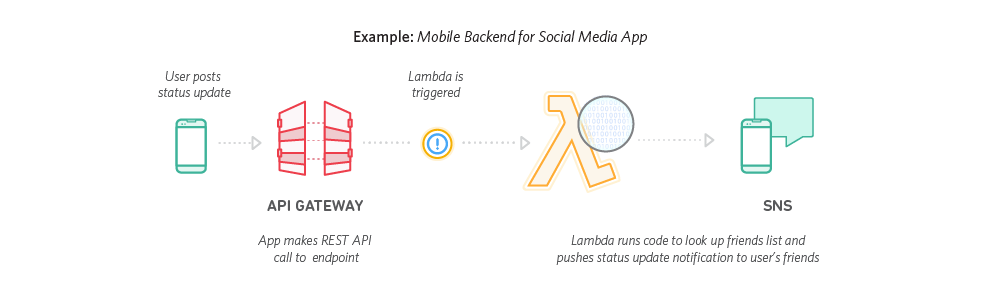 Example: Mobile Backend for Social Media App
User posts
status update
Lambda is
triggered
API GATEWAY
SNS
App makes REST API
call to endpoint
Lambda runs code to look up friends list and
pushes status update notification to user's friends